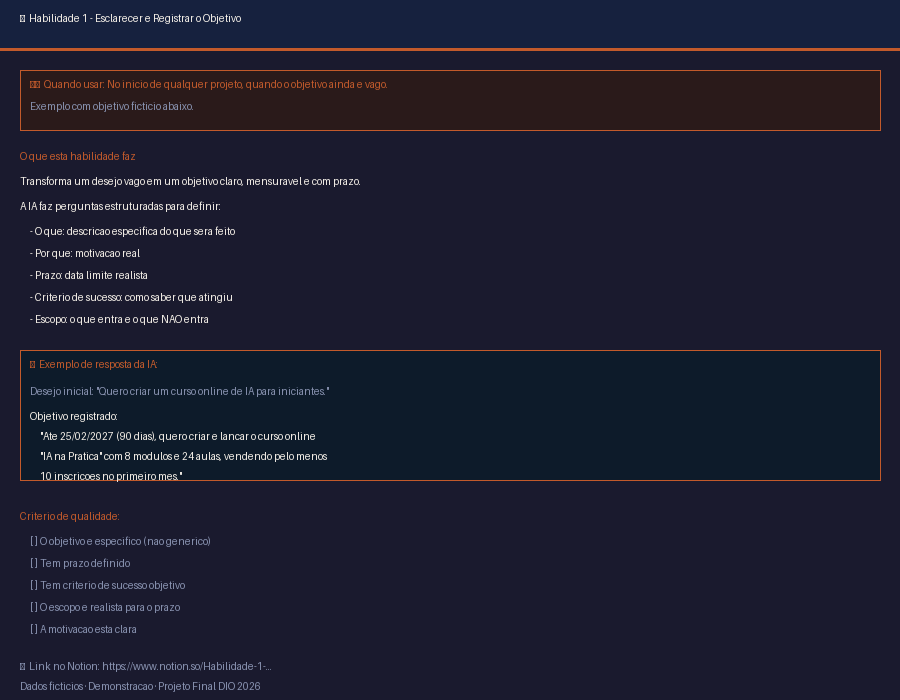 Habilidade 1 - Esclarecer e Registrar o Objetivo
Quando usar: No inicio de qualquer projeto, quando o objetivo ainda e vago.
Exemplo com objetivo ficticio abaixo.
O que esta habilidade faz
Transforma um desejo vago em um objetivo claro, mensuravel e com prazo.
A IA faz perguntas estruturadas para definir:
- O que: descricao especifica do que sera feito
- Por que: motivacao real
- Prazo: data limite realista
- Criterio de sucesso: como saber que atingiu
- Escopo: o que entra e o que NAO entra
Exemplo de resposta da IA:
Desejo inicial: "Quero criar um curso online de IA para iniciantes."
Objetivo registrado:
"Ate 25/02/2027 (90 dias), quero criar e lancar o curso online
"IA na Pratica" com 8 modulos e 24 aulas, vendendo pelo menos
10 inscricoes no primeiro mes."
Criterio de qualidade:
[ ] O objetivo e especifico (nao generico)
[ ] Tem prazo definido
[ ] Tem criterio de sucesso objetivo
[ ] O escopo e realista para o prazo
[ ] A motivacao esta clara
Link no Notion: https://www.notion.so/Habilidade-1-...
Dados ficticios · Demonstracao · Projeto Final DIO 2026